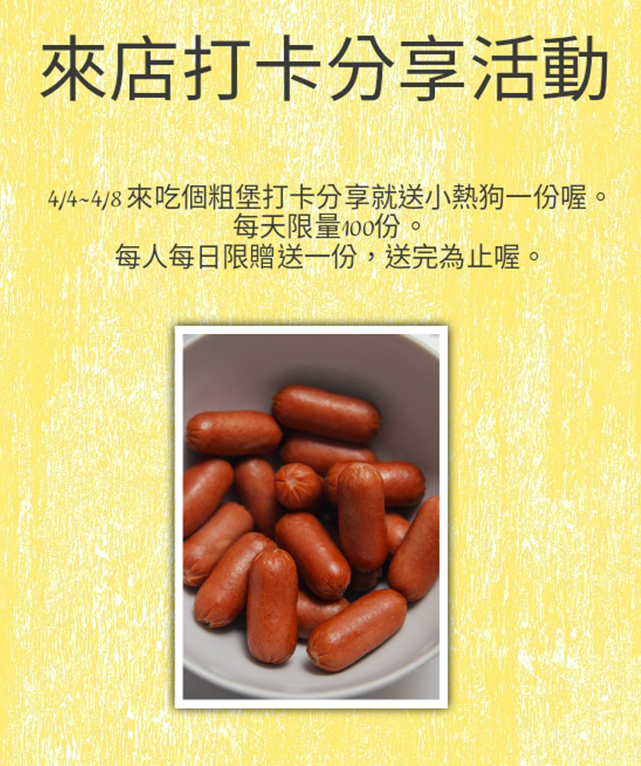 來店打卡分享活動
4/4~4/8 來吃個粗堡打卡分享就送小熱狗一份喔。
每天限量100份。
每人每日限贈送一份，送完為止喔。